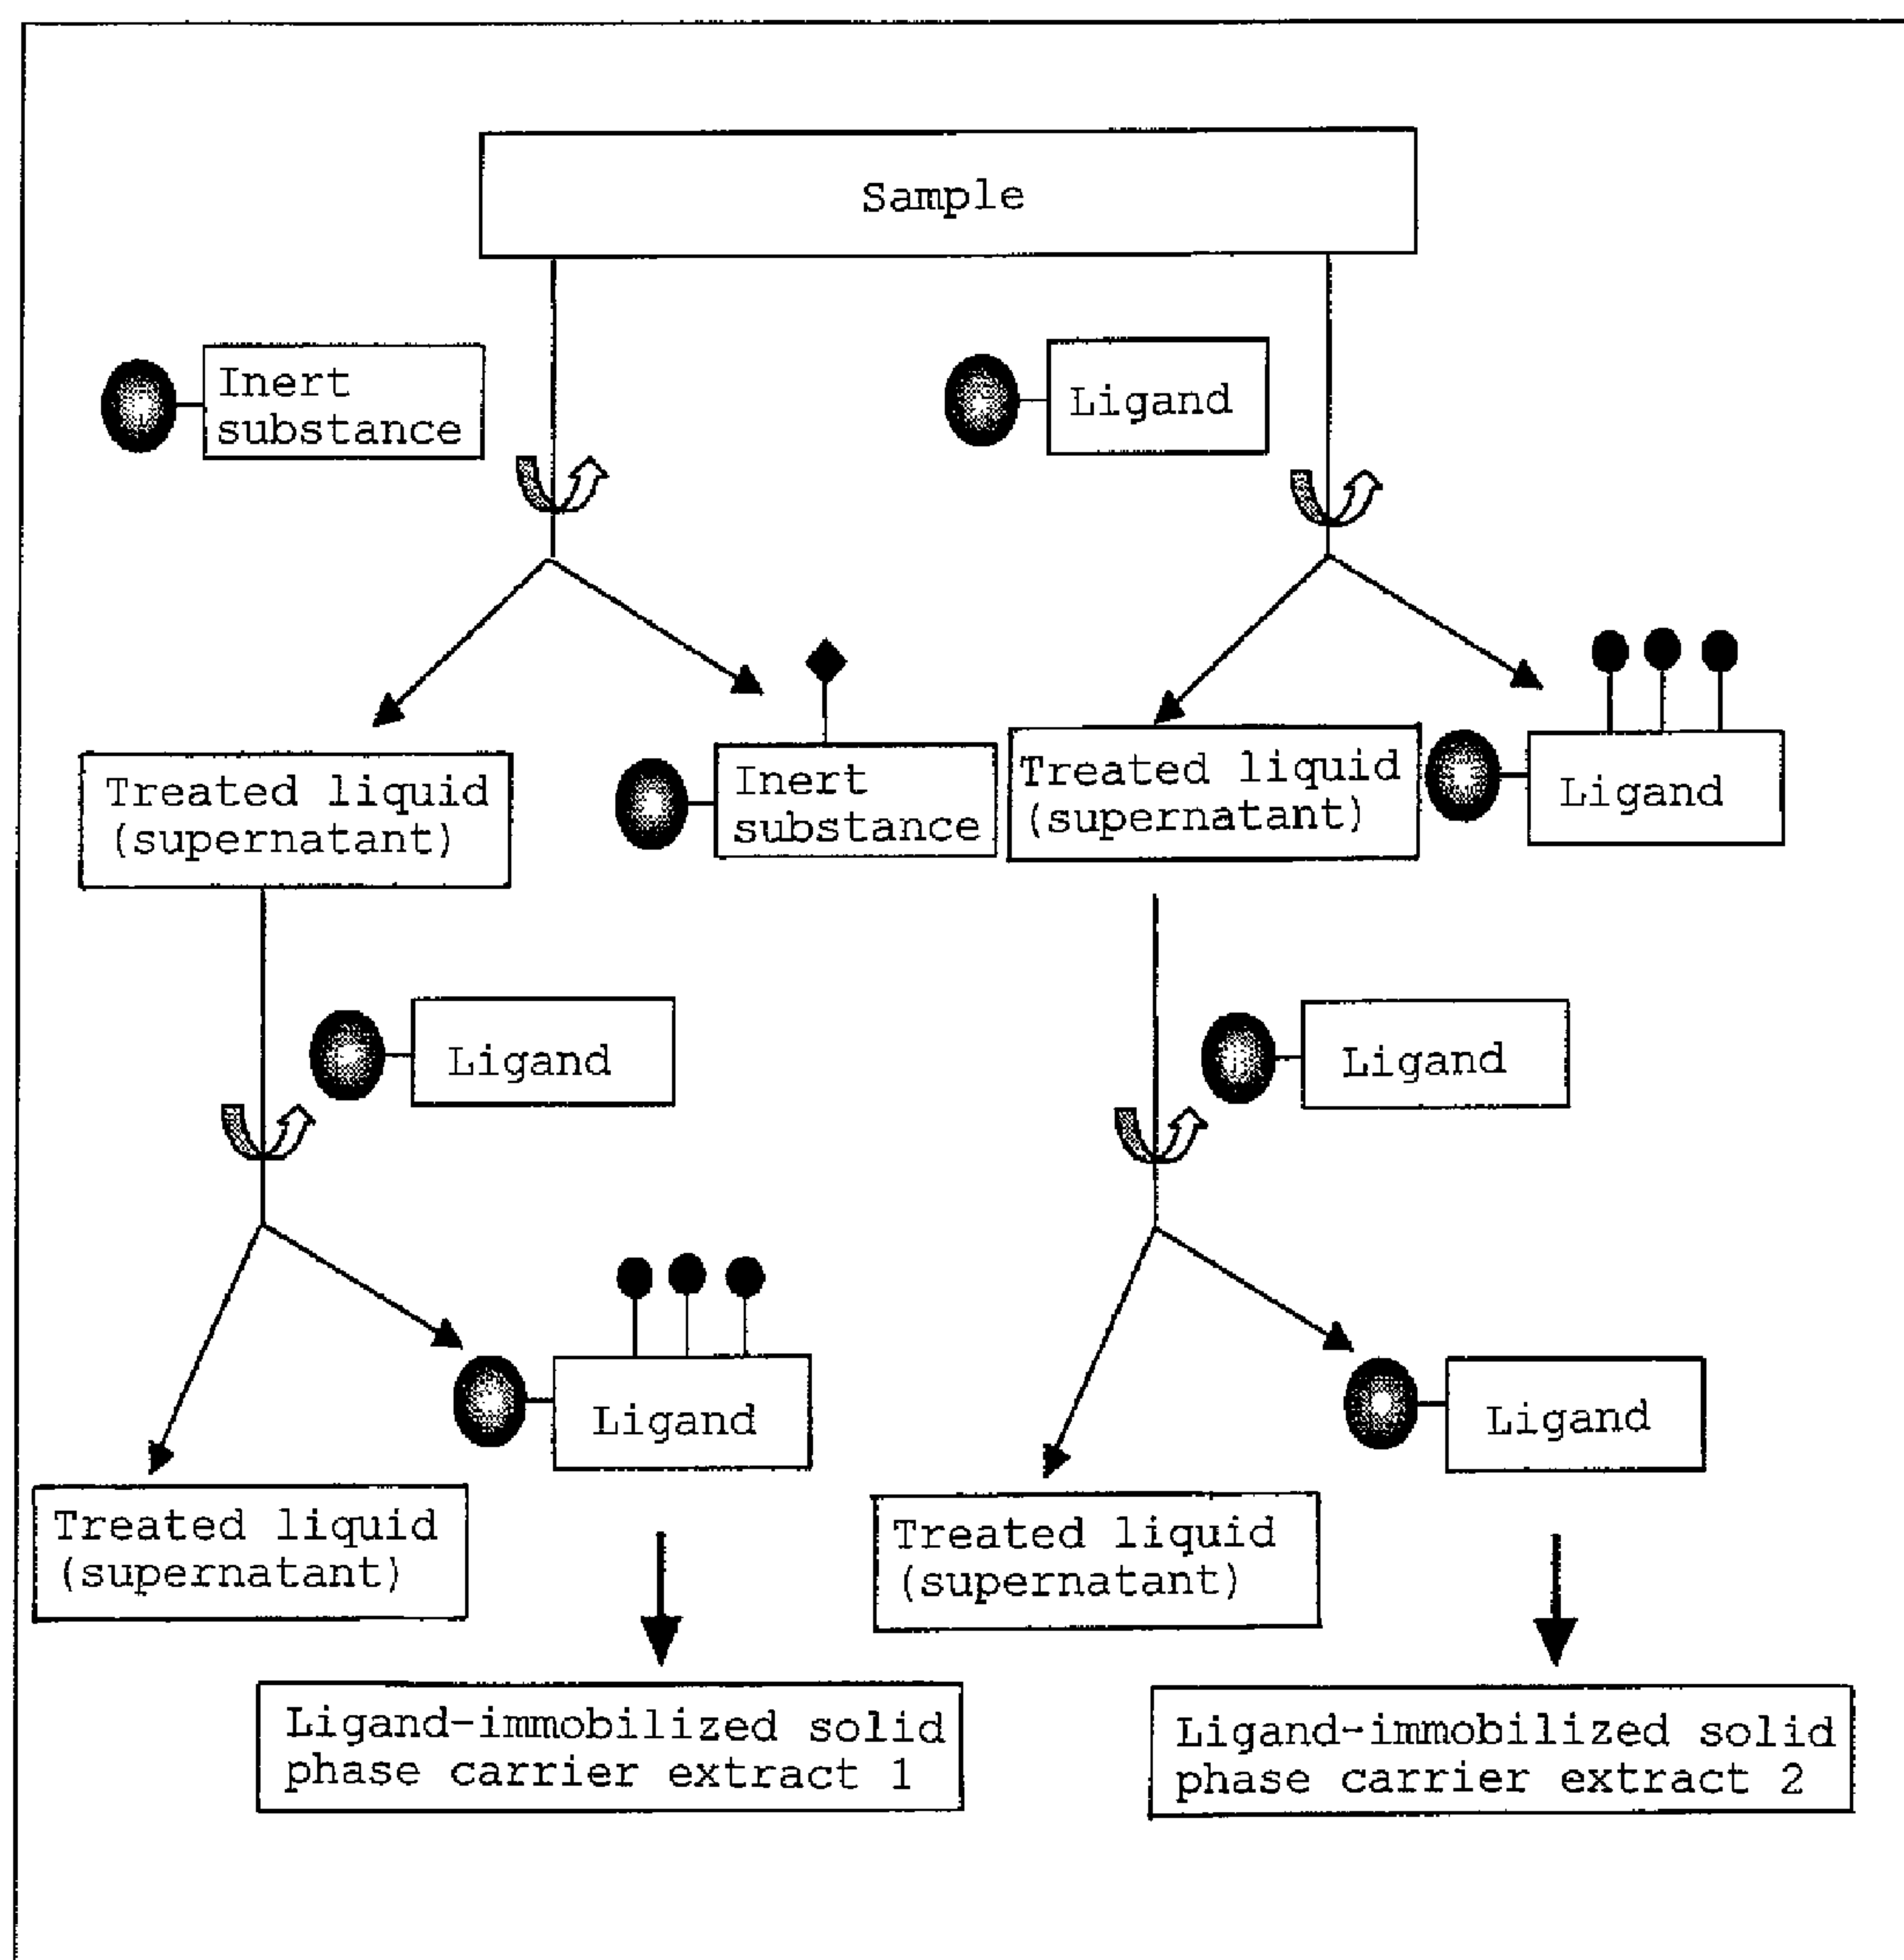 Sample
Inert
substance
Ligand
Treated liquid
(supernatant)
Inert
substance
Treated liquid
(supernatant)
Ligand
Ligand
Ligand
Ligand
Ligand
Treated liquid
(supernatant)
Treated liquid
(supernatant)
Ligand-immobilized solid
phase carrier extract 1
Ligand-immobilized solid
phase carrier extract 2